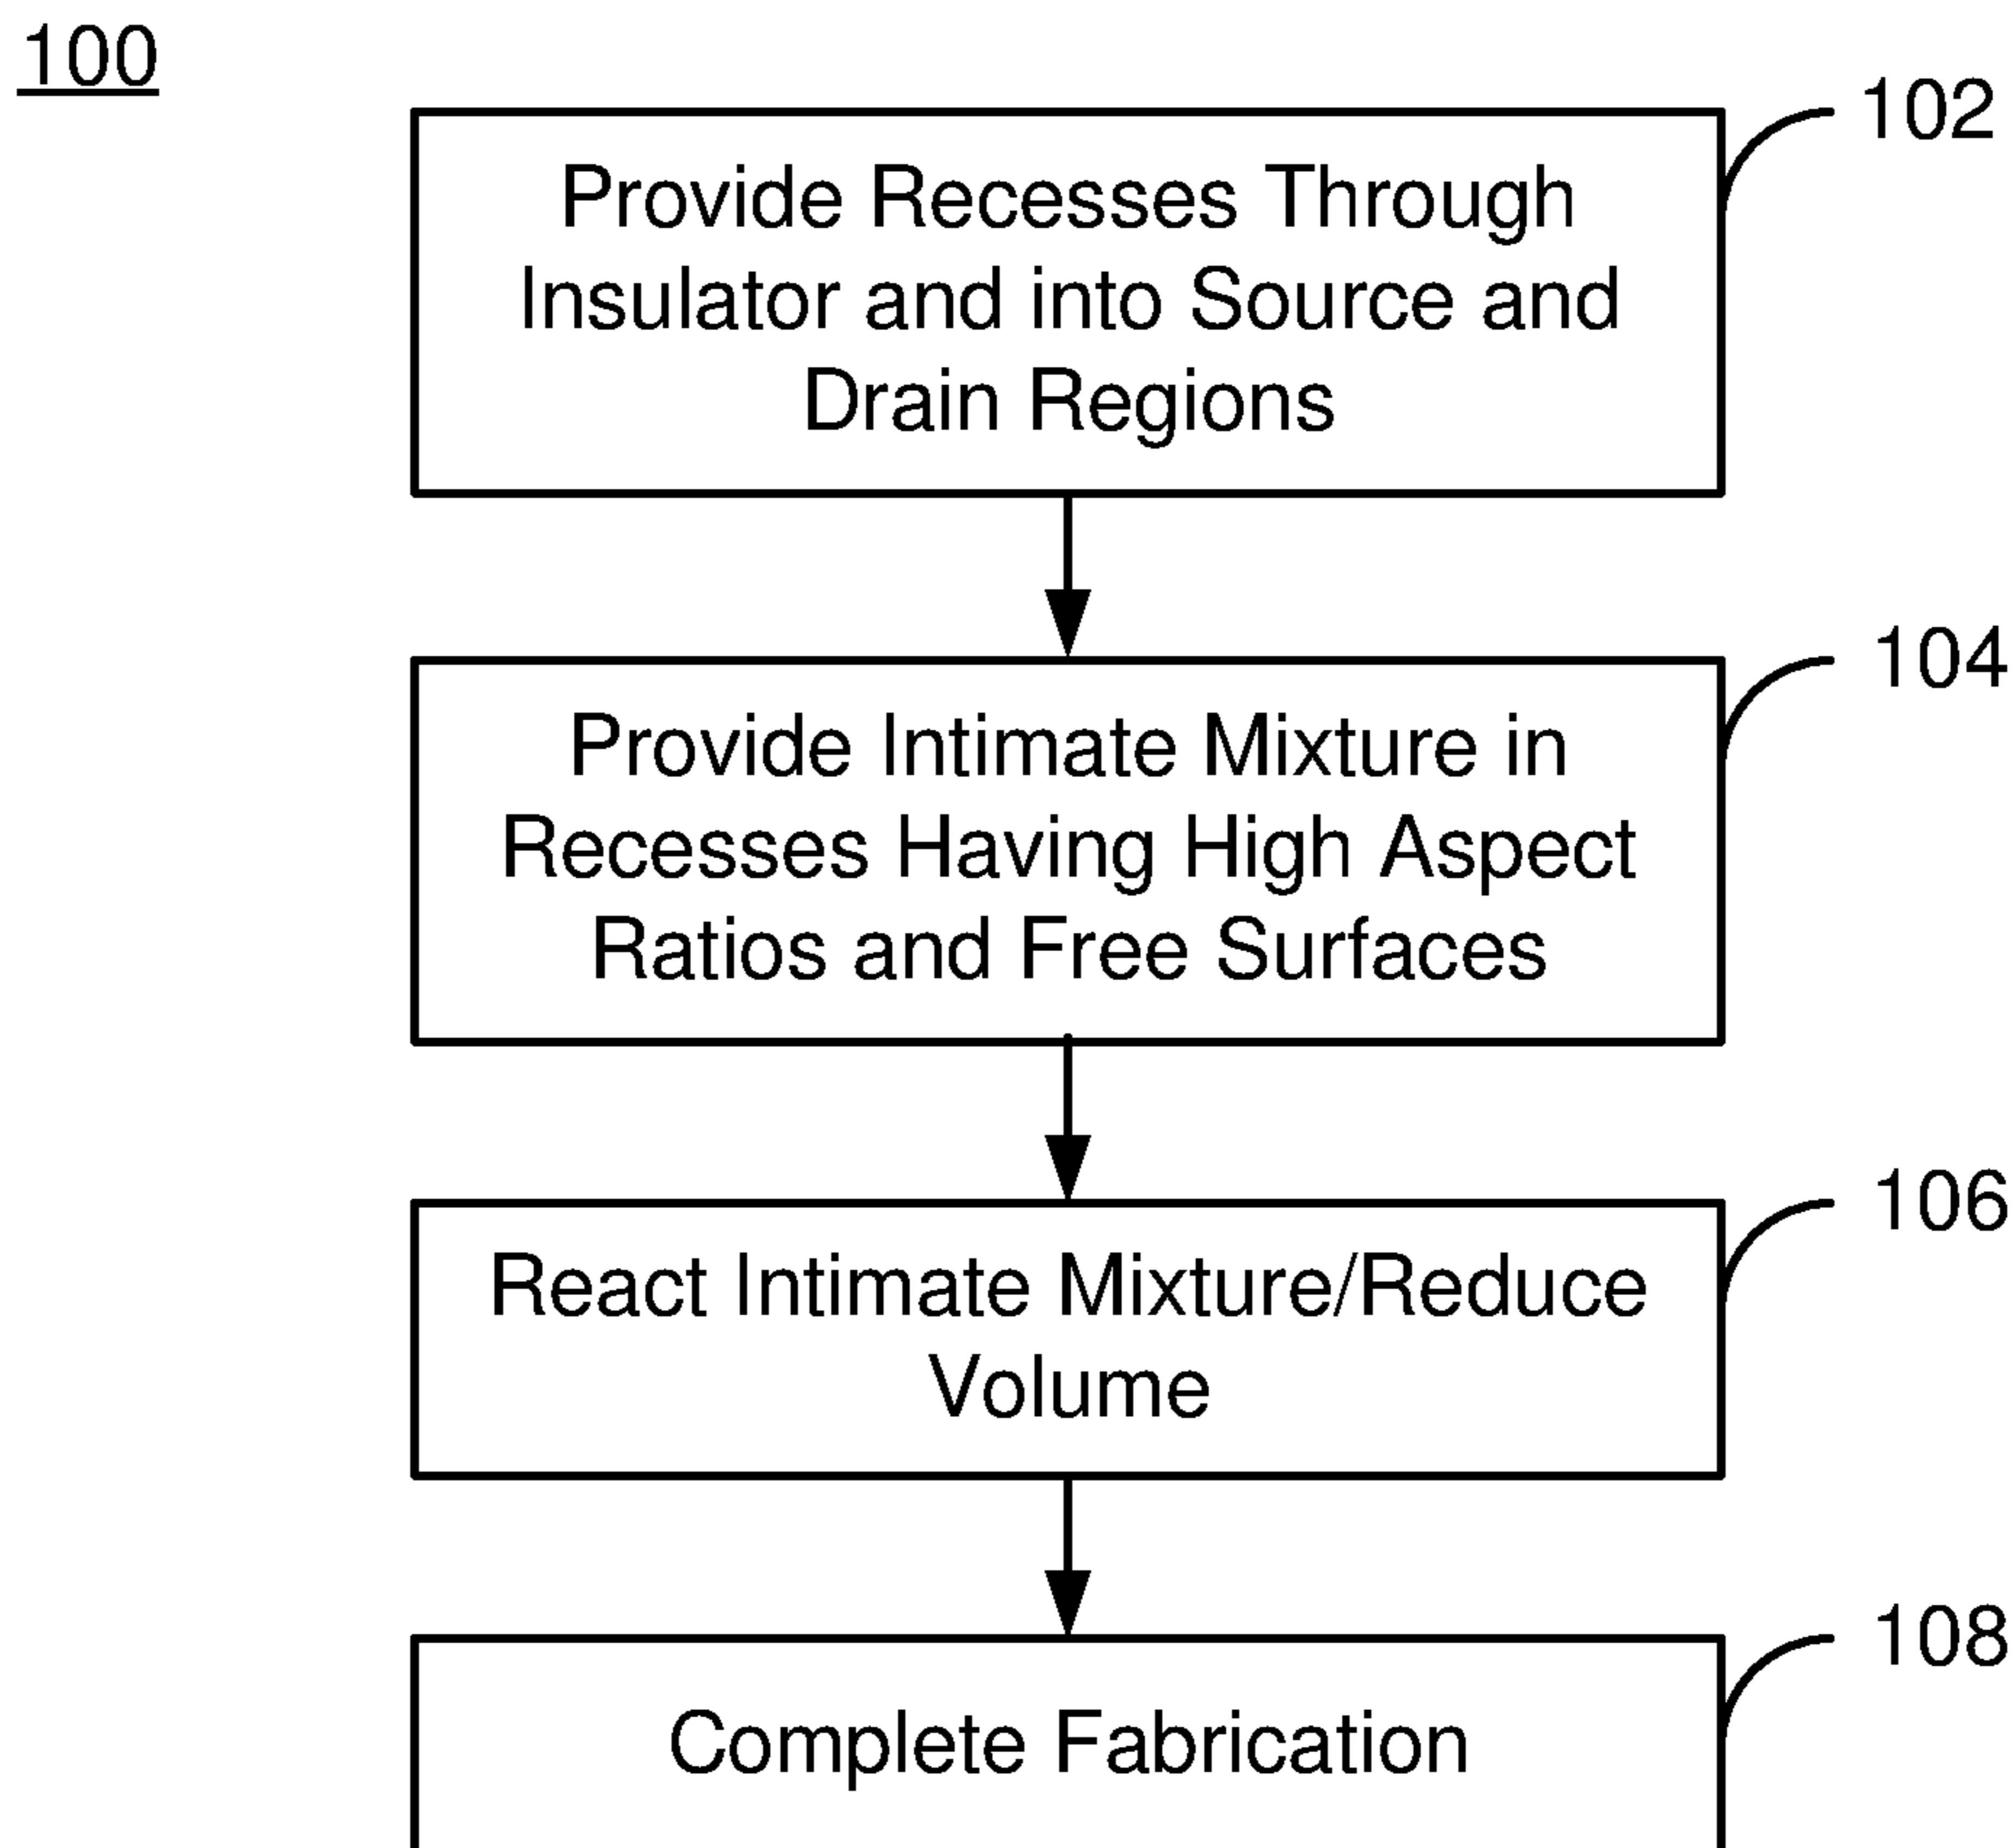 100
102
Provide Recesses Through
Insulator and into Source and
Drain Regions
104
Provide Intimate Mixture in
Recesses Having High Aspect
Ratios and Free Surfaces
106
React Intimate Mixture/Reduce
Volume
108
Complete Fabrication